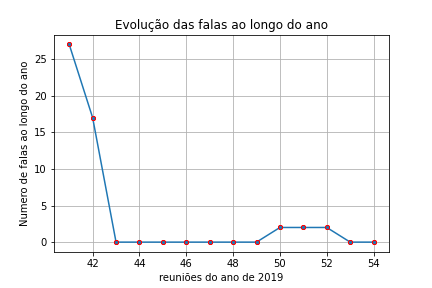 Evolução das falas ao longo do ano
Numero de falas ao longo do ano
25
20
15
10
5
0
42 44 46 48 50 52 54
reuniões do ano de 2019